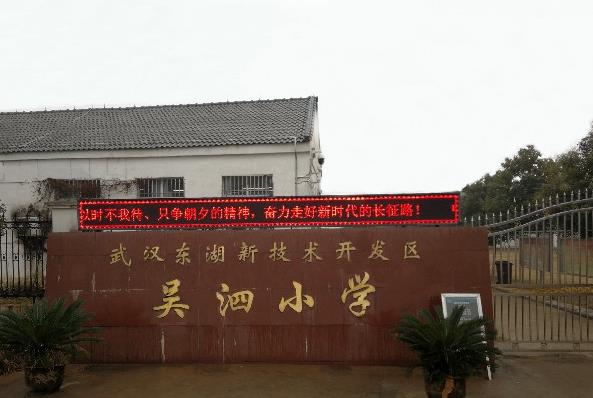 以时不我待、只争朝夕的精神，奋力走好新时代的长征路！
武汉东湖新技术开发区
吴泗小学